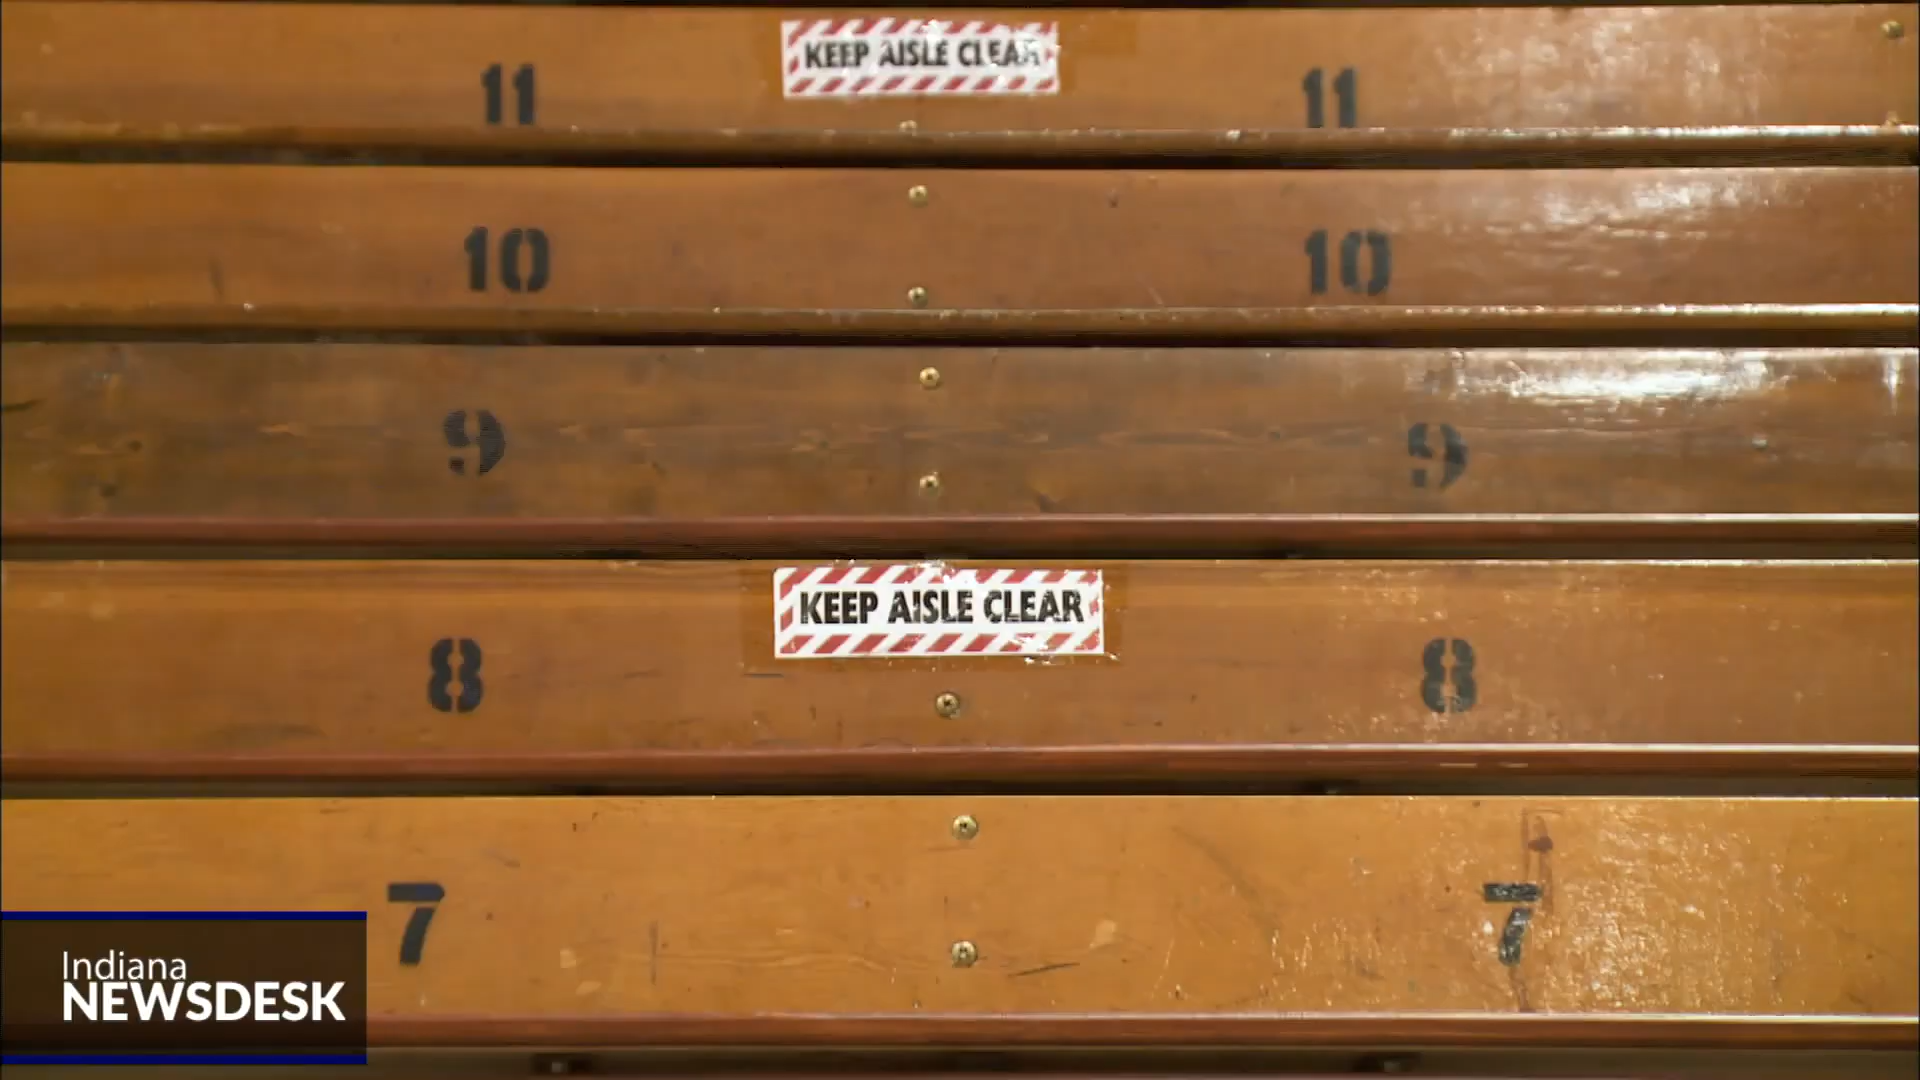 KEEP AISLE CLEAR
11 11
10 10
9 9
KEEP AISLE CLEAR
8 8
7 7
Indiana
NEWSDESK